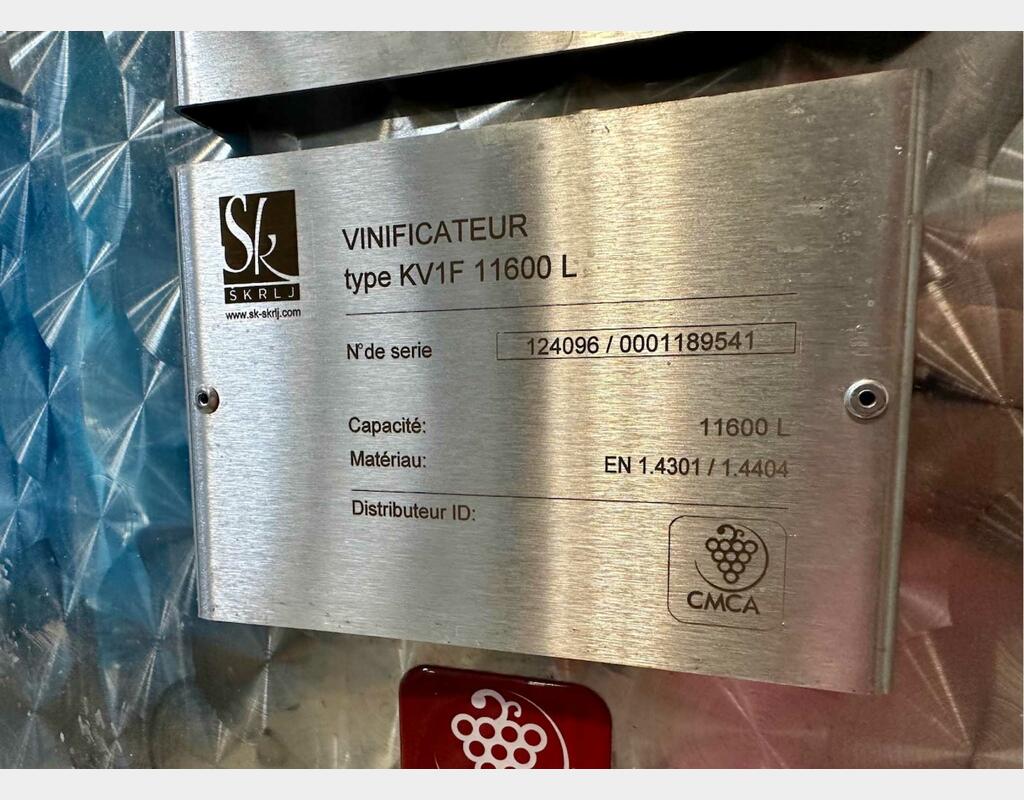 Sk
ŠKRLJ
www.sk-skrlj.com
VINIFICATEUR
type KV1F 11600 L
N°de serie
124096 / 0001189541
Capacité:
11600 L
Matériau:
EN 1.4301 / 1.4404
Distributeur ID:
CMCA